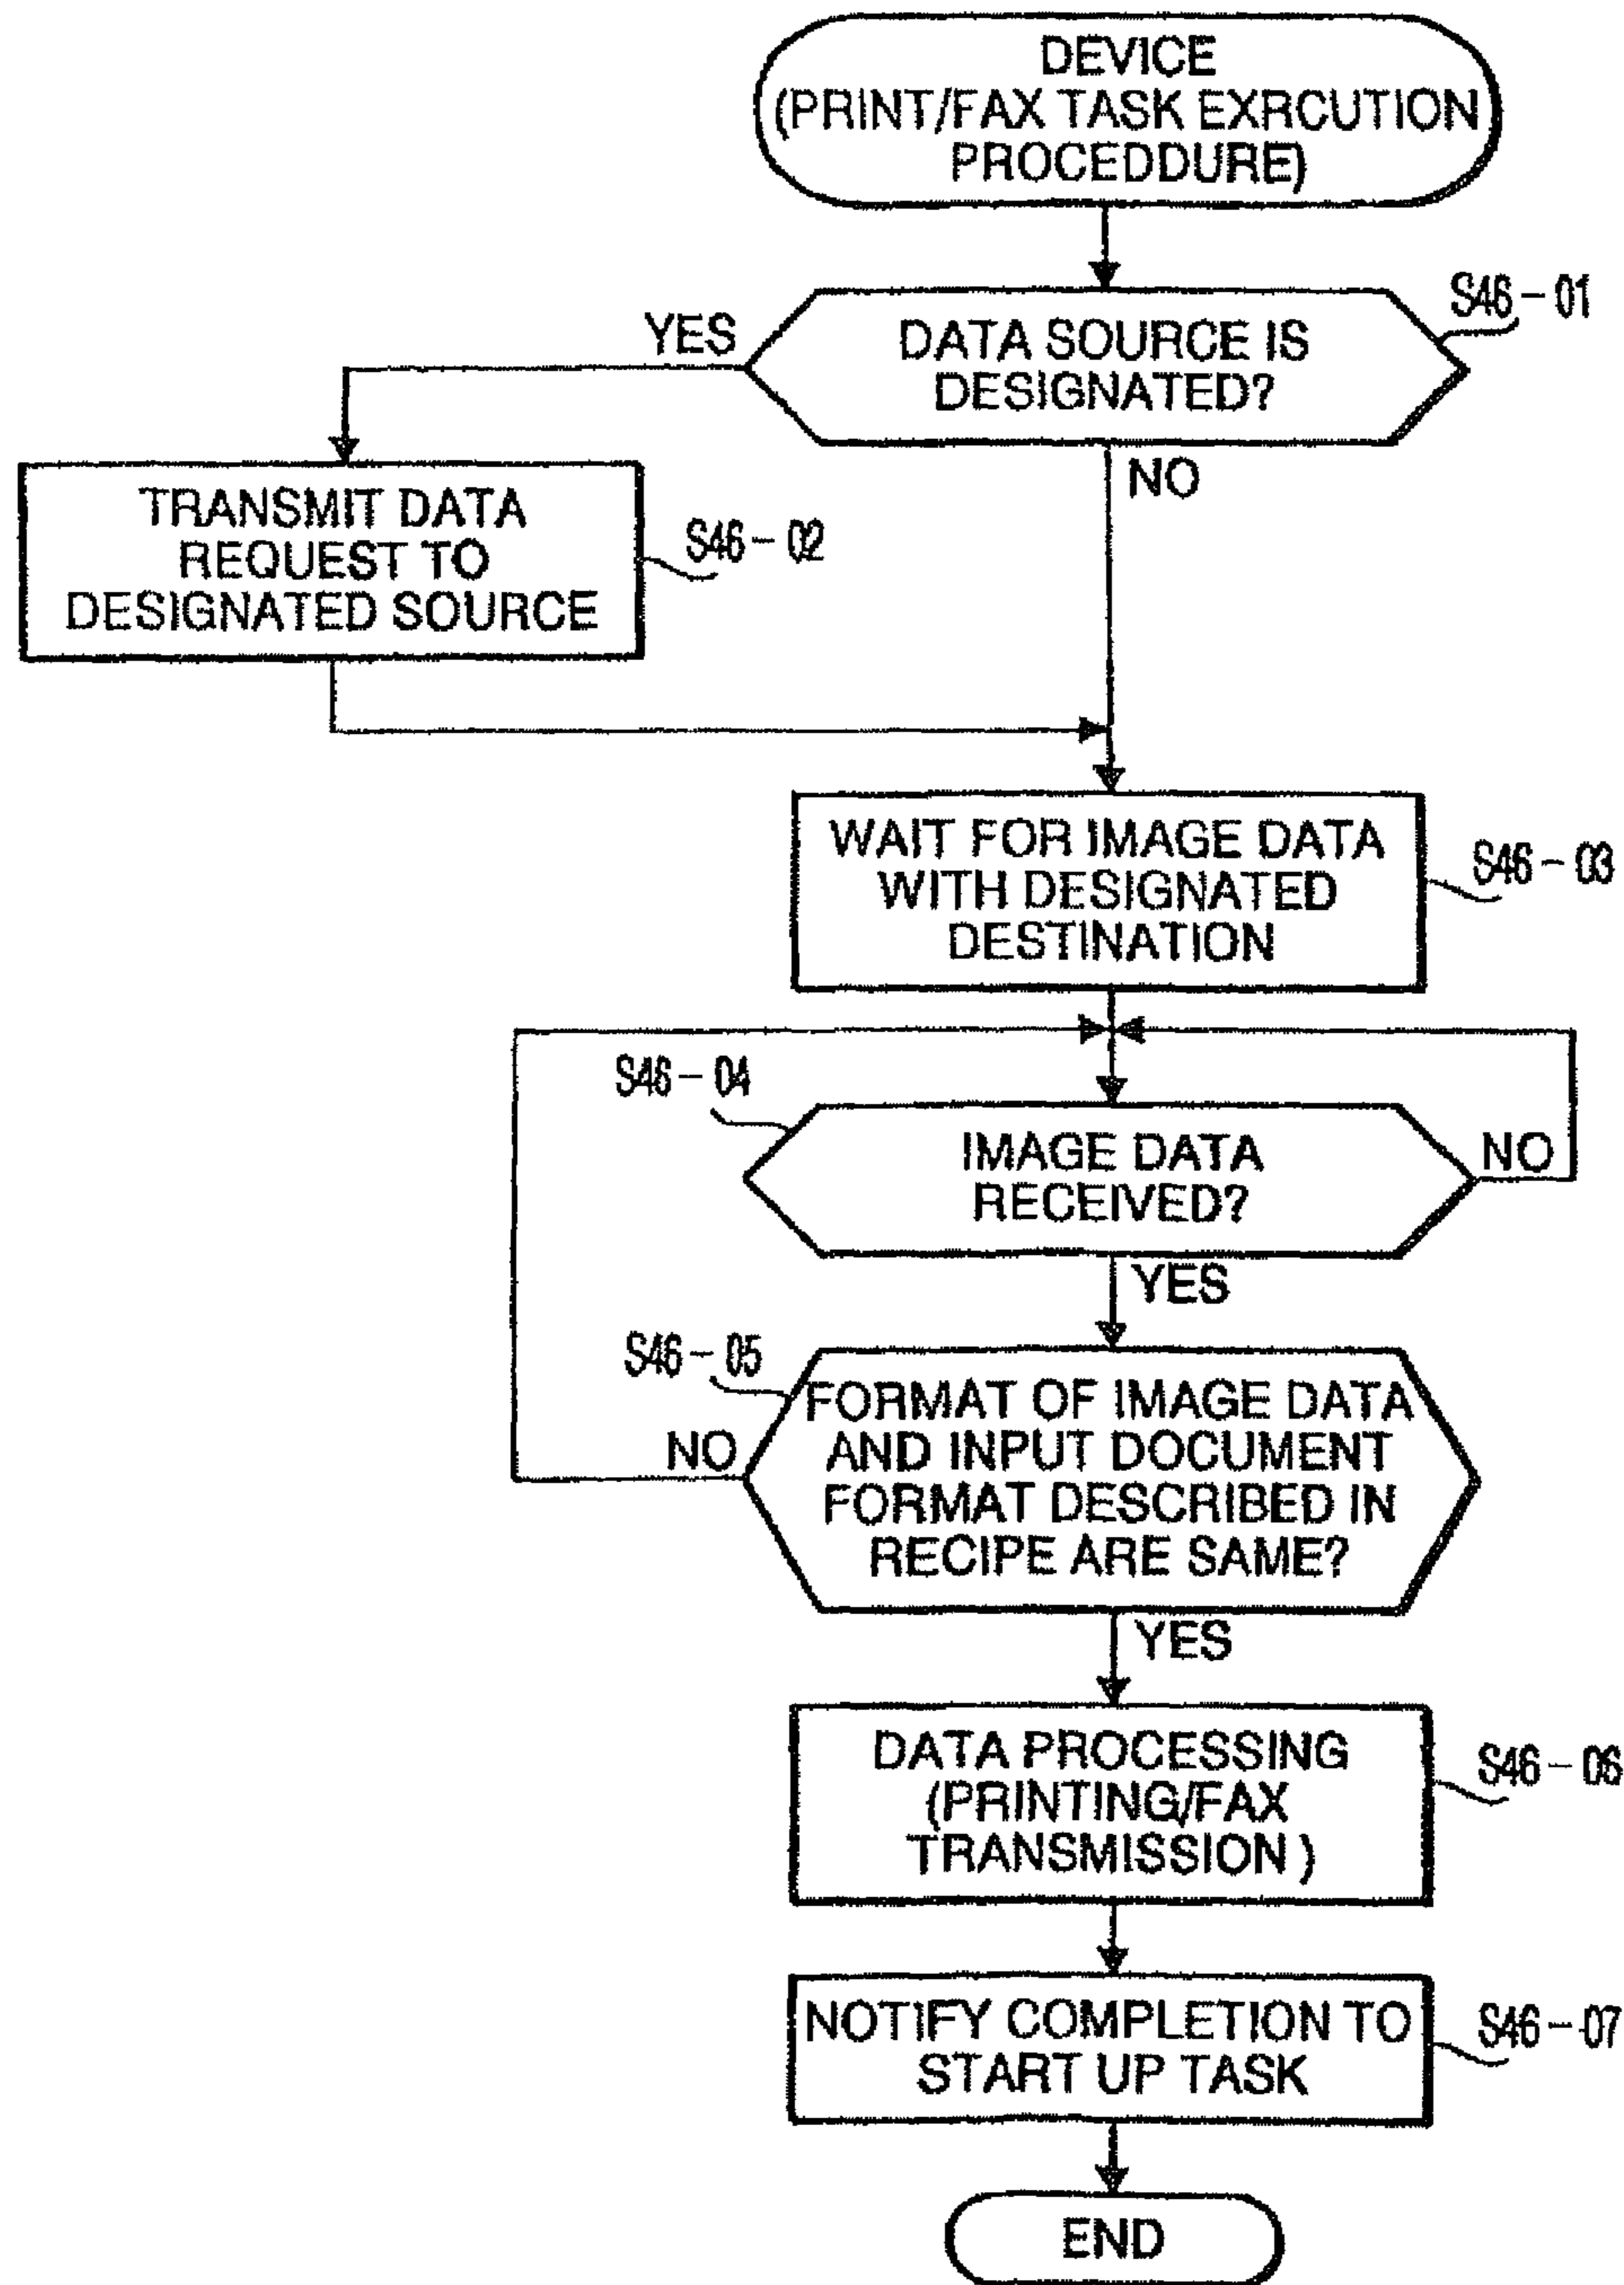 DEVICE
(PRINT/FAX TASK EXRCUTION
PROCEDDURE)
S46-01
YES
DATA SOURCE IS
DESIGNATED?
NO
TRANSMIT DATA
REQUEST TO
DESIGNATED SOURCE
S46-02
WAIT FOR IMAGE DATA
WITH DESIGNATED
DESTINATION
S46-03
S46-04
IMAGE DATA
RECEIVED?
NO
YES
S46-05
FORMAT OF IMAGE DATA
AND INPUT DOCUMENT
FORMAT DESCRIBED IN
RECIPE ARE SAME?
NO
YES
DATA PROCESSING
(PRINTING/FAX
TRANSMISSION)
S46-06
NOTIFY COMPLETION TO
START UP TASK
S46-07
END